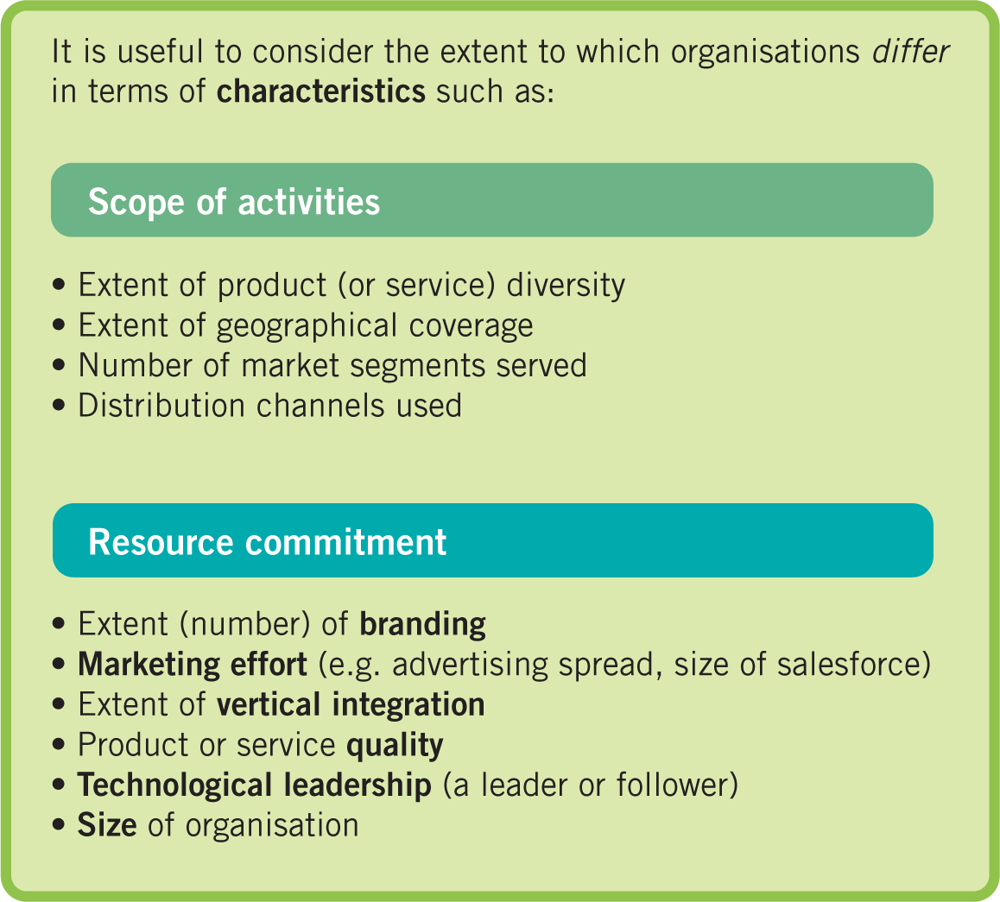 It is useful to consider the extent to which organisations differ
in terms of characteristics such as:
Scope of activities
• Extent of product (or service) diversity
• Extent of geographical coverage
• Number of market segments served
• Distribution channels used
Resource commitment
• Extent (number) of branding
• Marketing effort (e.g. advertising spread, size of salesforce)
• Extent of vertical integration
• Product or service quality
• Technological leadership (a leader or follower)
• Size of organisation